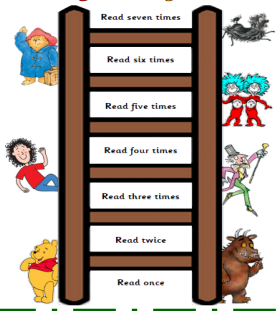 Read seven times
Read six times
Read five times
Read four times
Read three times
Read twice
Read once